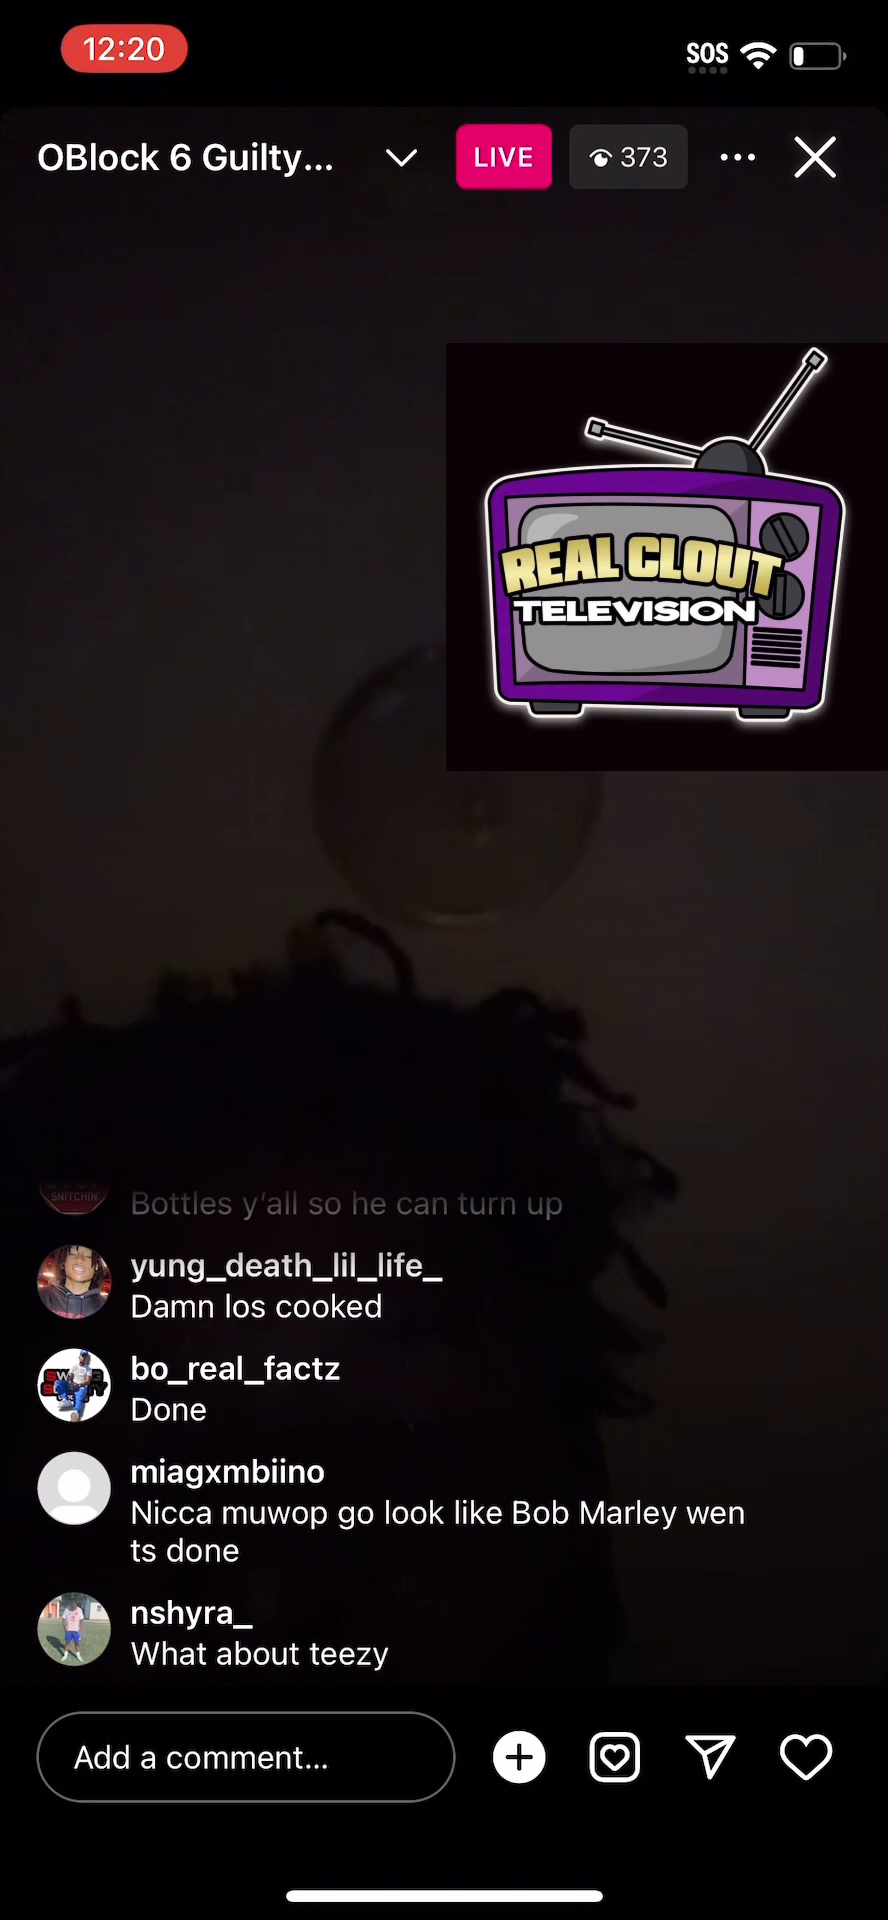 12:20
SOS
OBlock 6 Guilty...
LIVE
373
REAL CLOUT
TELEVISION
SNITCHIN'
Bottles y'all so he can turn up
yung_death_lil_life_
Damn los cooked
bo_real_factz
Done
miagxmbiino
Nicca muwop go look like Bob Marley wen
ts done
nshyra_
What about teezy
Add a comment...